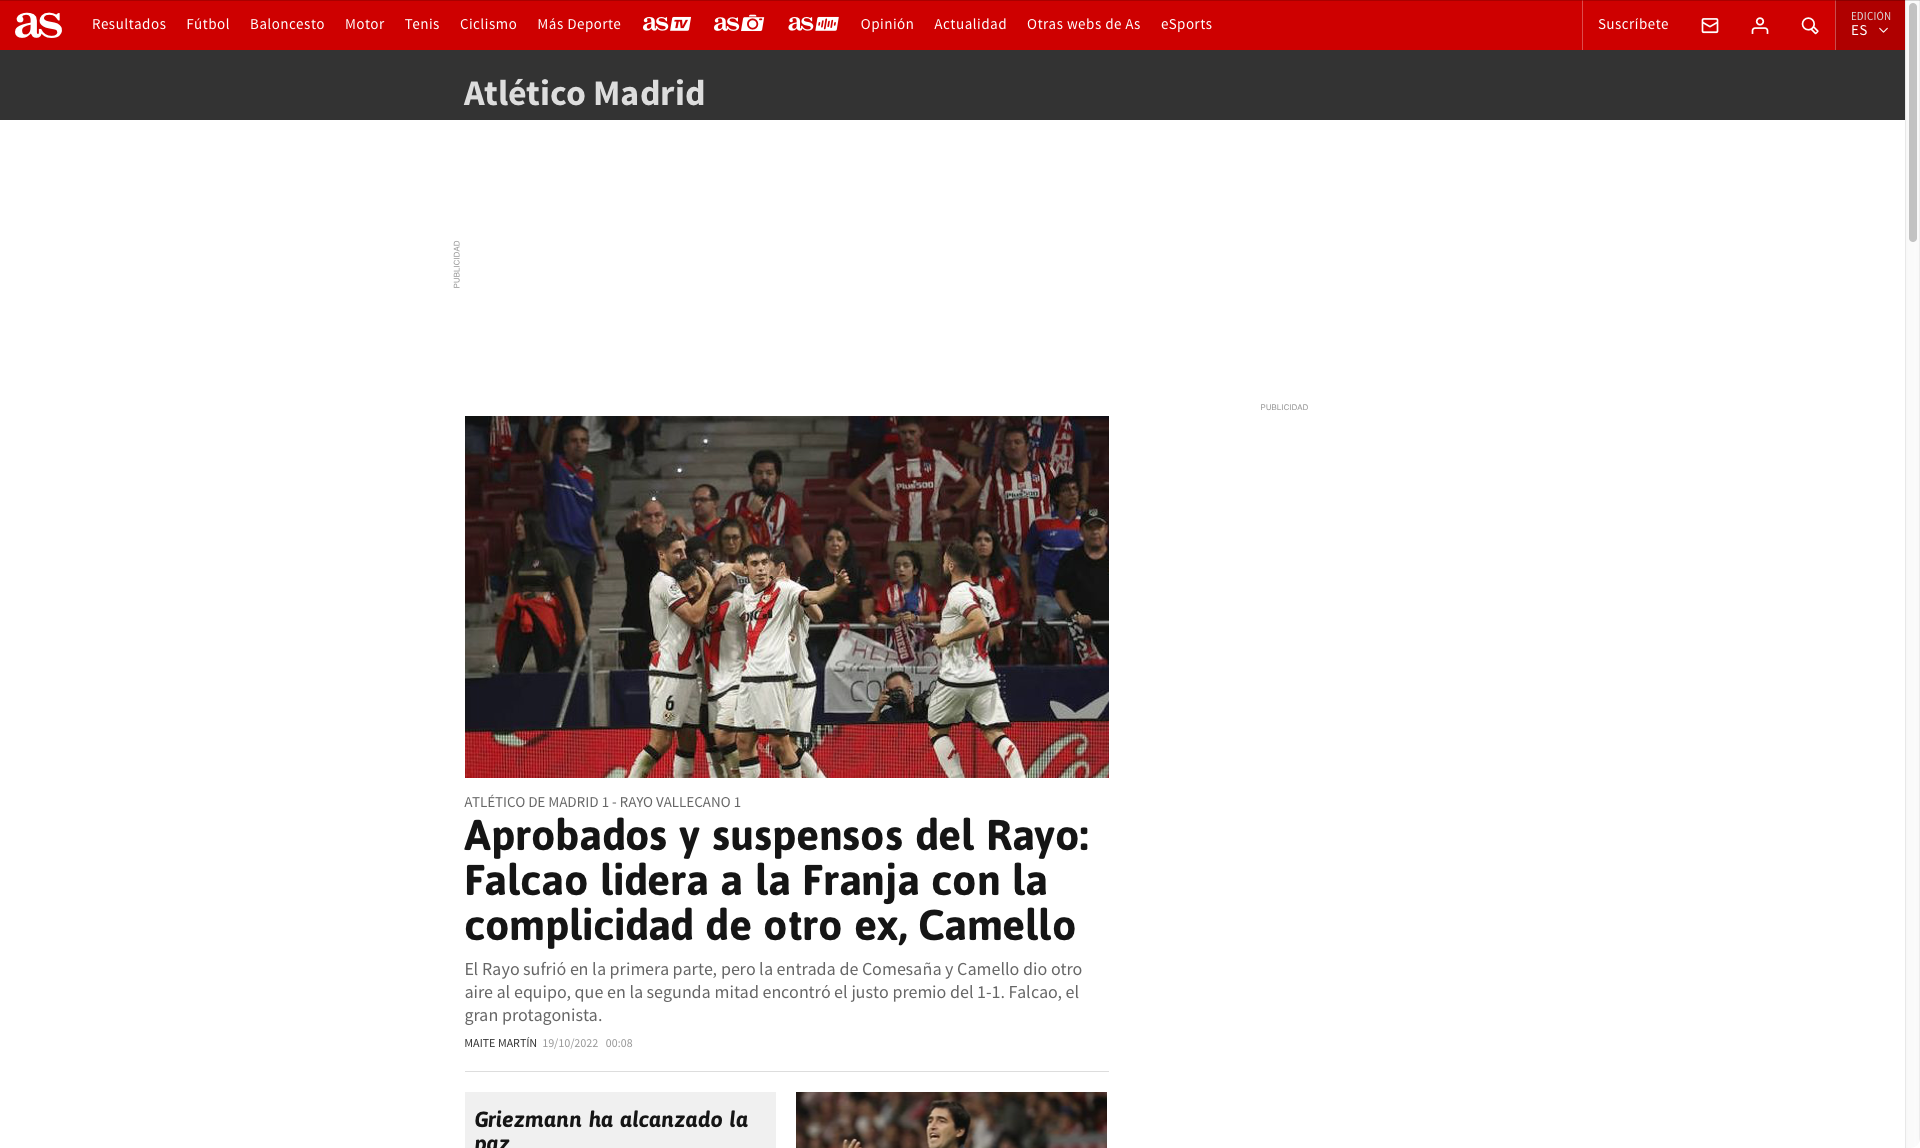 as
Resultados
Fútbol
Baloncesto
Motor
Tenis
Ciclismo
Más Deporte
as TV
as
as
Opinión
Actualidad
Otras webs de As
eSports
Suscríbete
EDICIÓN
ES
Atlético Madrid
PUBLICIDAD
PUBLICIDAD
Plus500
Plus500
6
ATLÉTICO DE MADRID 1 - RAYO VALLECANO 1
Aprobados y suspensos del Rayo:
Falcao lidera a la Franja con la
complicidad de otro ex, Camello
El Rayo sufrió en la primera parte, pero la entrada de Comesaña y Camello dio otro
aire al equipo, que en la segunda mitad encontró el justo premio del 1-1. Falcao, el
gran protagonista.
MAITE MARTÍN 19/10/2022 00:08
Griezmann ha alcanzado la
paz